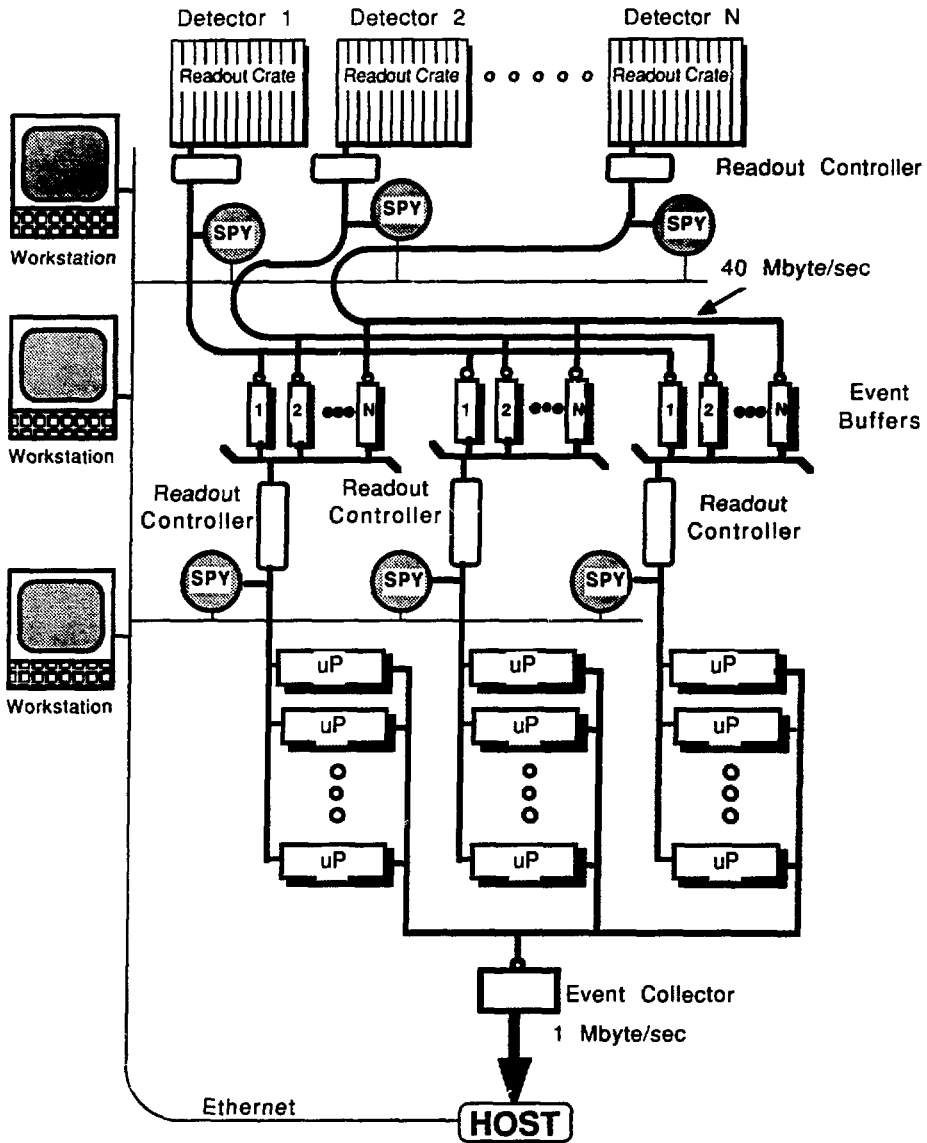 Detector 1 Detector 2 Detector N
Readout Crate Readout Crate Readout Crate
Readout Controller
SPY SPY SPY
Workstation
40 Mbyte/sec
1 2 N 1 2 N 1 2 N
Event
Buffers
Readout
Controller
Readout
Controller
Readout
Controller
Workstation
SPY SPY SPY
uP uP uP
Workstation
uP uP uP
uP uP uP
Event Collector
1 Mbyte/sec
Ethernet
HOST